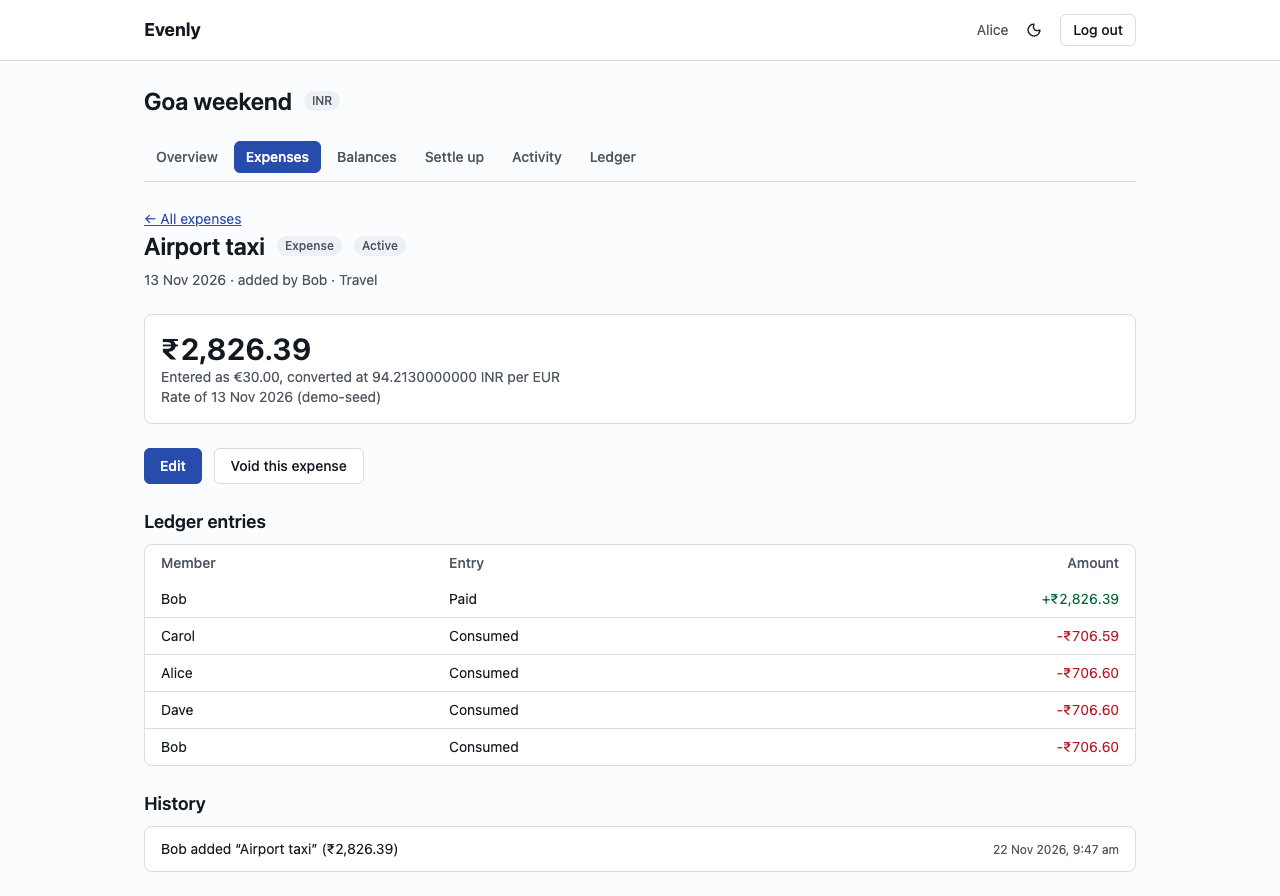 Evenly
Alice
Log out
Goa weekend INR
Overview Expenses Balances Settle up Activity Ledger
← All expenses
Airport taxi Expense Active
13 Nov 2026 · added by Bob · Travel
₹2,826.39
Entered as €30.00, converted at 94.2130000000 INR per EUR
Rate of 13 Nov 2026 (demo-seed)
Edit Void this expense
Ledger entries
Member Entry Amount
Bob Paid +₹2,826.39
Carol Consumed -₹706.59
Alice Consumed -₹706.60
Dave Consumed -₹706.60
Bob Consumed -₹706.60
History
Bob added “Airport taxi” (₹2,826.39) 22 Nov 2026, 9:47 am